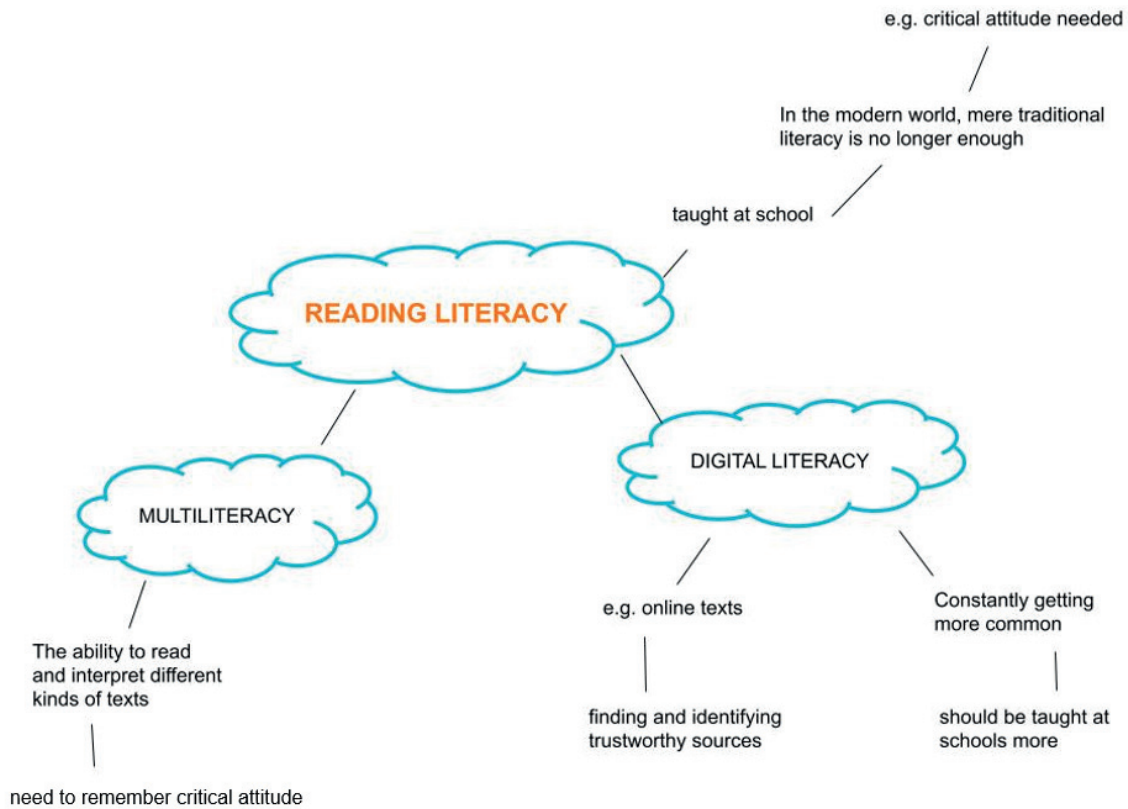 e.g. critical attitude needed
In the modern world, mere traditional
literacy is no longer enough
taught at school
READING LITERACY
DIGITAL LITERACY
MULTILITERACY
e.g. online texts
Constantly getting
more common
The ability to read
and interpret different
kinds of texts
finding and identifying
trustworthy sources
should be taught at
schools more
need to remember critical attitude